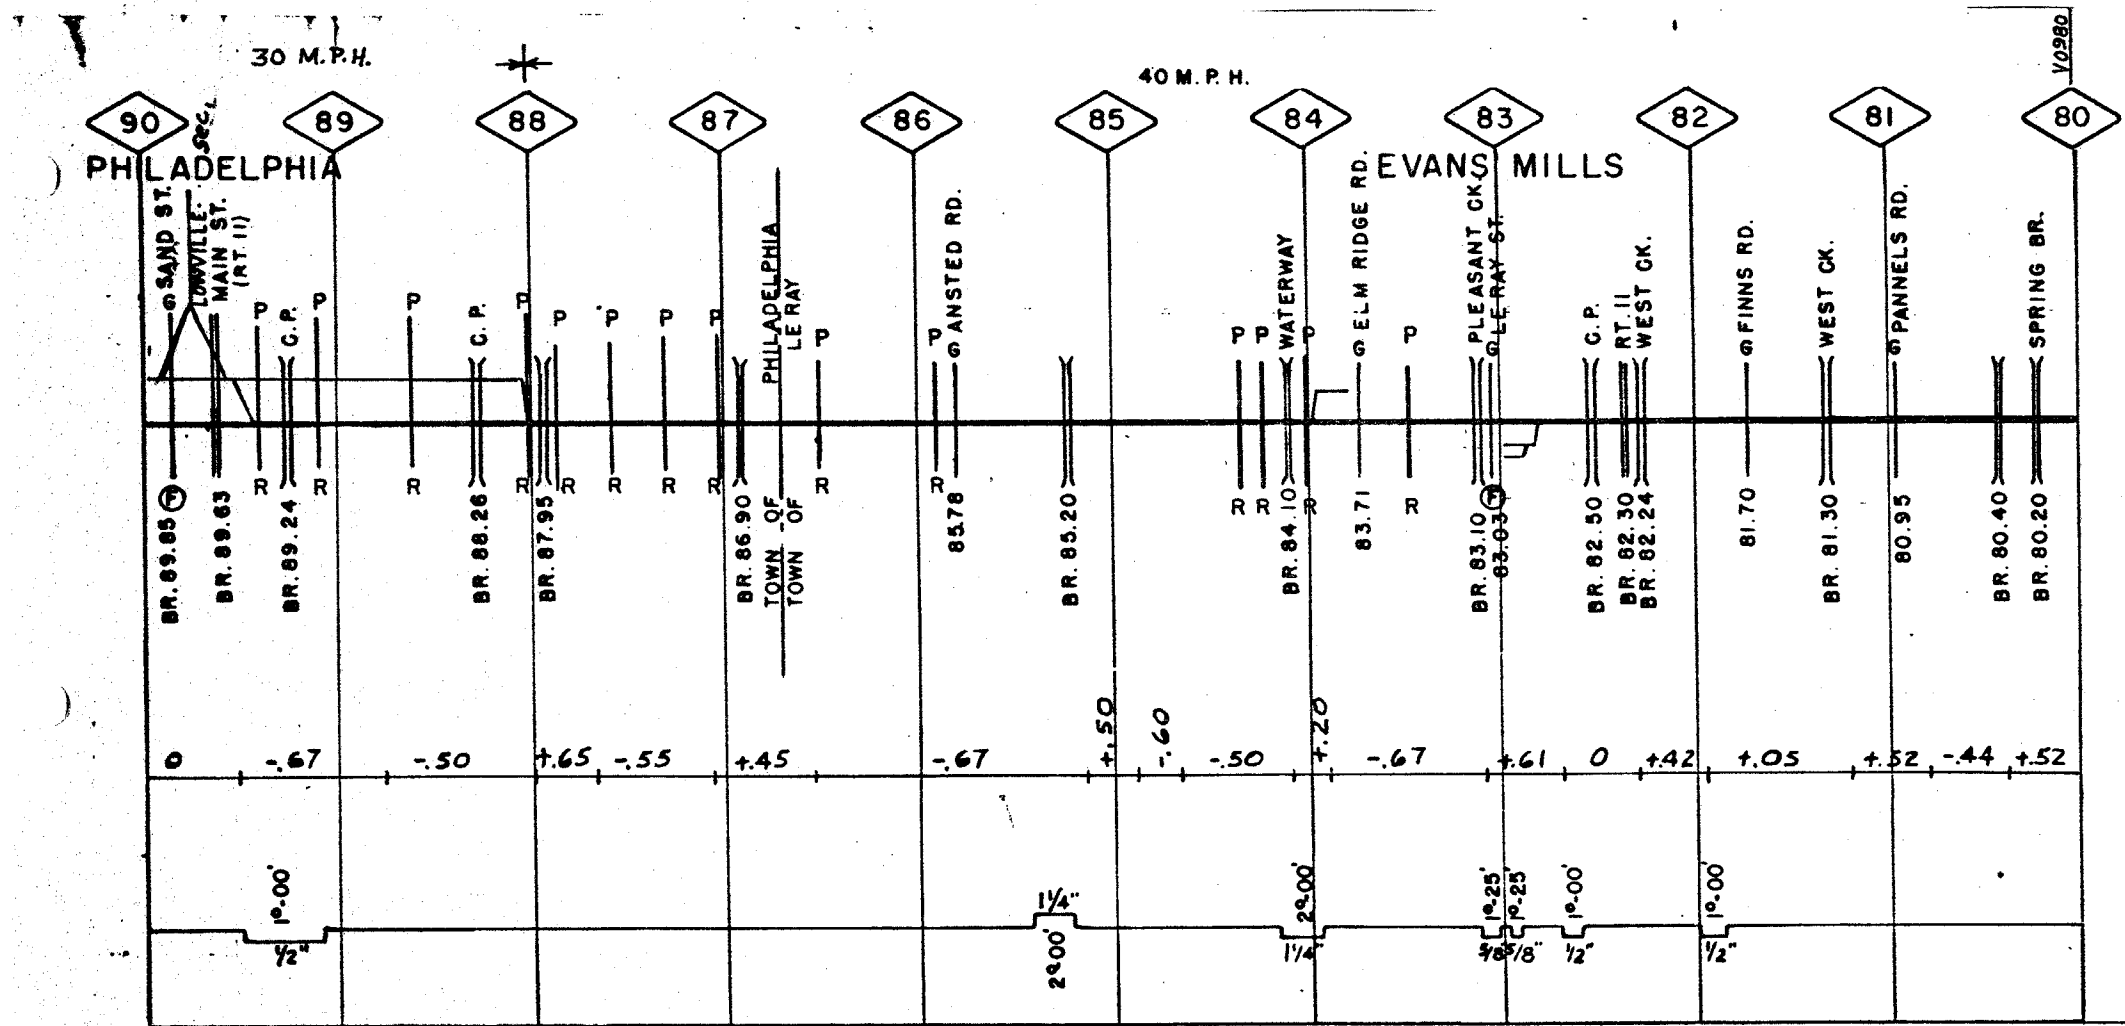 30 M.P.H.
40 M.P.H.
V0980
90 89 88 87 86 85 84 83 82 81 80
PHILADELPHIA
EVANS MILLS
SAND ST.
LOWVILLE SEC.
MAIN ST.
(RT. 11)
P
C.P.
P
P
C.P.
P
P
P
P
P
PHILADELPHIA
LE RAY
P
P
ANSTED RD.
P
P
WATERWAY
P
ELM RIDGE RD.
P
PLEASANT CK.
LE RAY ST.
C.P.
RT. 11
WEST CK.
FINNS RD.
WEST CK.
PANNELS RD.
SPRING BR.
BR. 89.85
BR. 89.63
R
BR. 89.24
R
R
BR. 88.26
R
BR. 87.95
R
R
R
R
BR. 86.90
TOWN OF
TOWN OF
R
R
85.78
BR. 85.20
R
R
BR. 84.10
R
83.71
R
BR. 83.10
83.03
BR. 82.50
BR. 82.30
BR. 82.24
81.70
BR. 81.30
80.95
BR. 80.40
BR. 80.20
0 -.67 -.50 +.65 -.55 +.45 -.67 +.50 -.60 -.50 +.20 -.67 +.61 0 +.42 +.05 +.52 -.44 +.52
1°-00' 1 1/4" 2°00' 1°-25' 1°-25' 1°-00' 1°-00'
1/2" 2°00' 1 1/4" 5/8" 5/8" 1/2" 1/2"